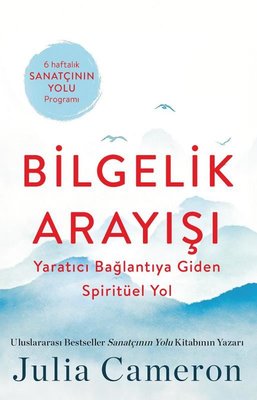 6 haftalık
SANATÇININ
YOLU
Programı
BİLGELİK
ARAYIŞI
Yaratıcı Bağlantıya Giden
Spiritüel Yol
Uluslararası Bestseller Sanatçının Yolu Kitabının Yazarı
Julia Cameron